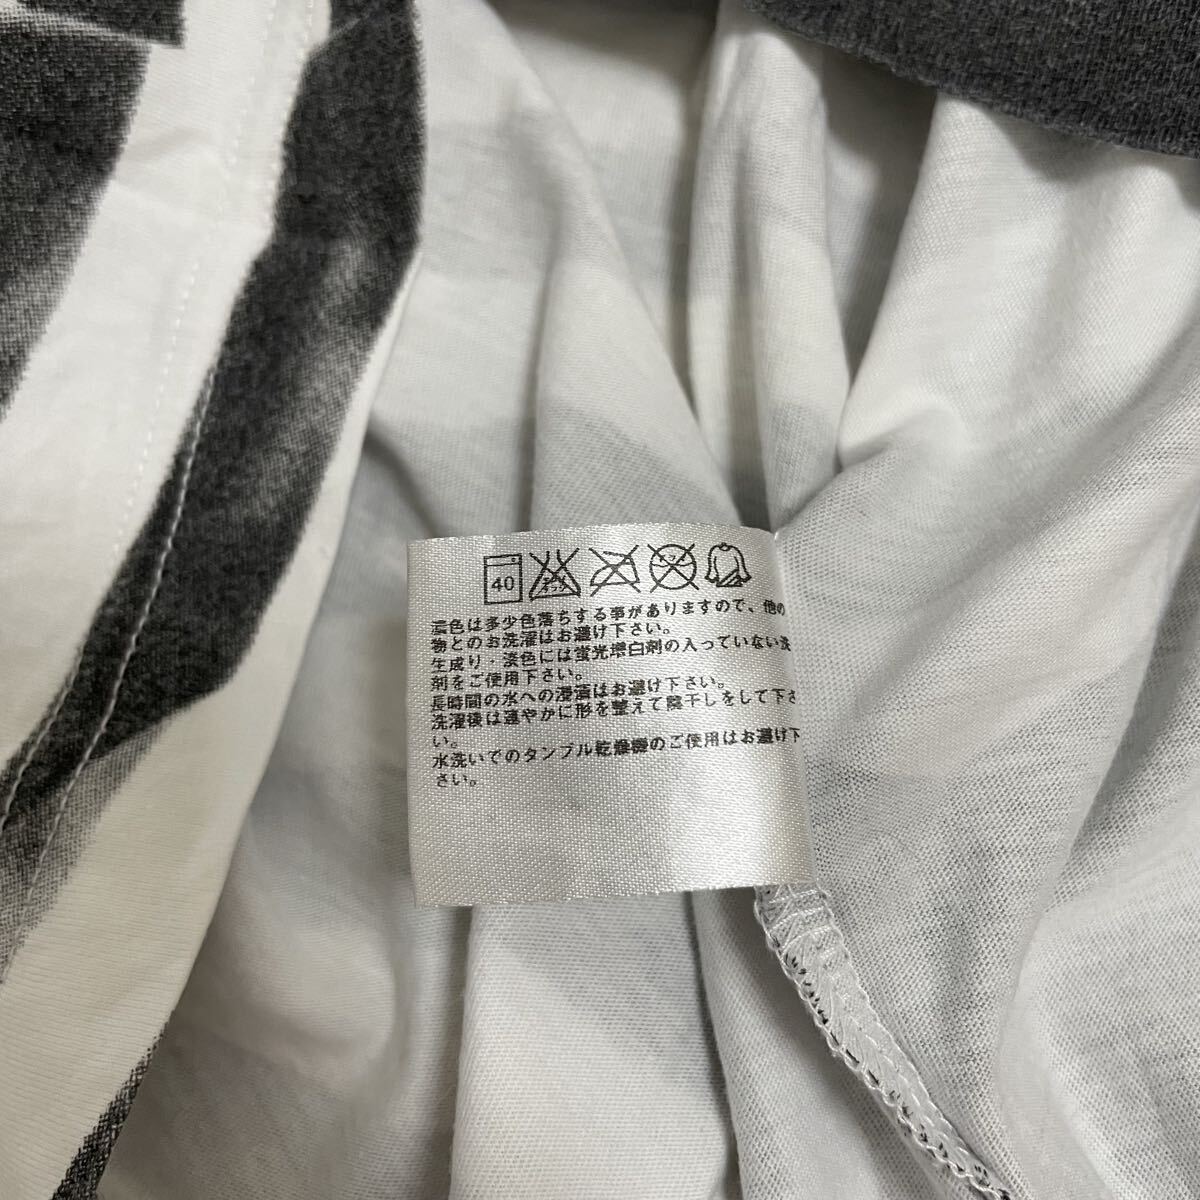 40
濃色は多少色落ちする事がありますので、他の
物とのお洗濯はお避け下さい。
生成り・淡色には蛍光増白剤の入っていない洗
剤をご使用下さい。
長時間の水への浸漬はお避け下さい。
洗濯後は速やかに形を整えて陰干しをして下さ
い。
水洗いでのタンブル乾燥機のご使用はお避け下
さい。